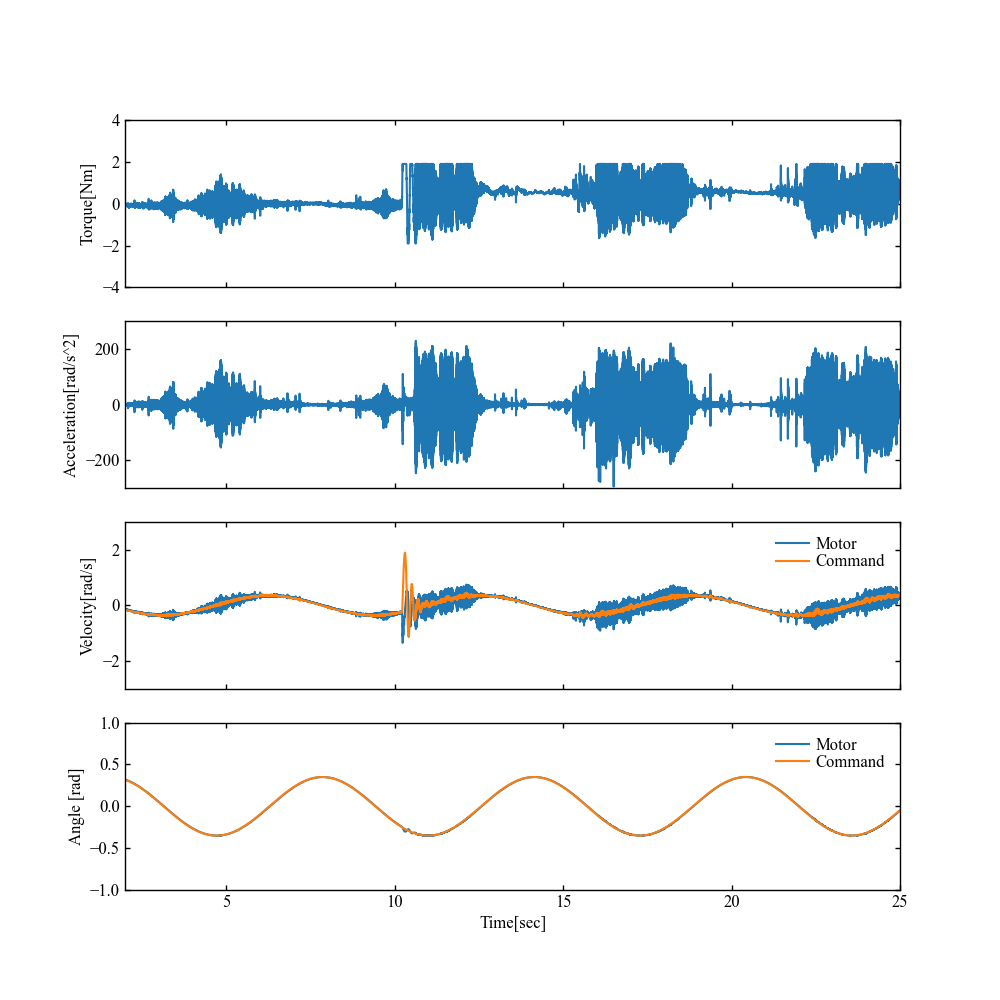 Torque[Nm]
4
2
0
−2
−4
Acceleration[rad/s^2]
200
0
−200
Velocity[rad/s]
2
0
−2
Motor
Command
Angle [rad]
1.0
0.5
0.0
−0.5
−1.0
Motor
Command
5 10 15 20 25
Time[sec]